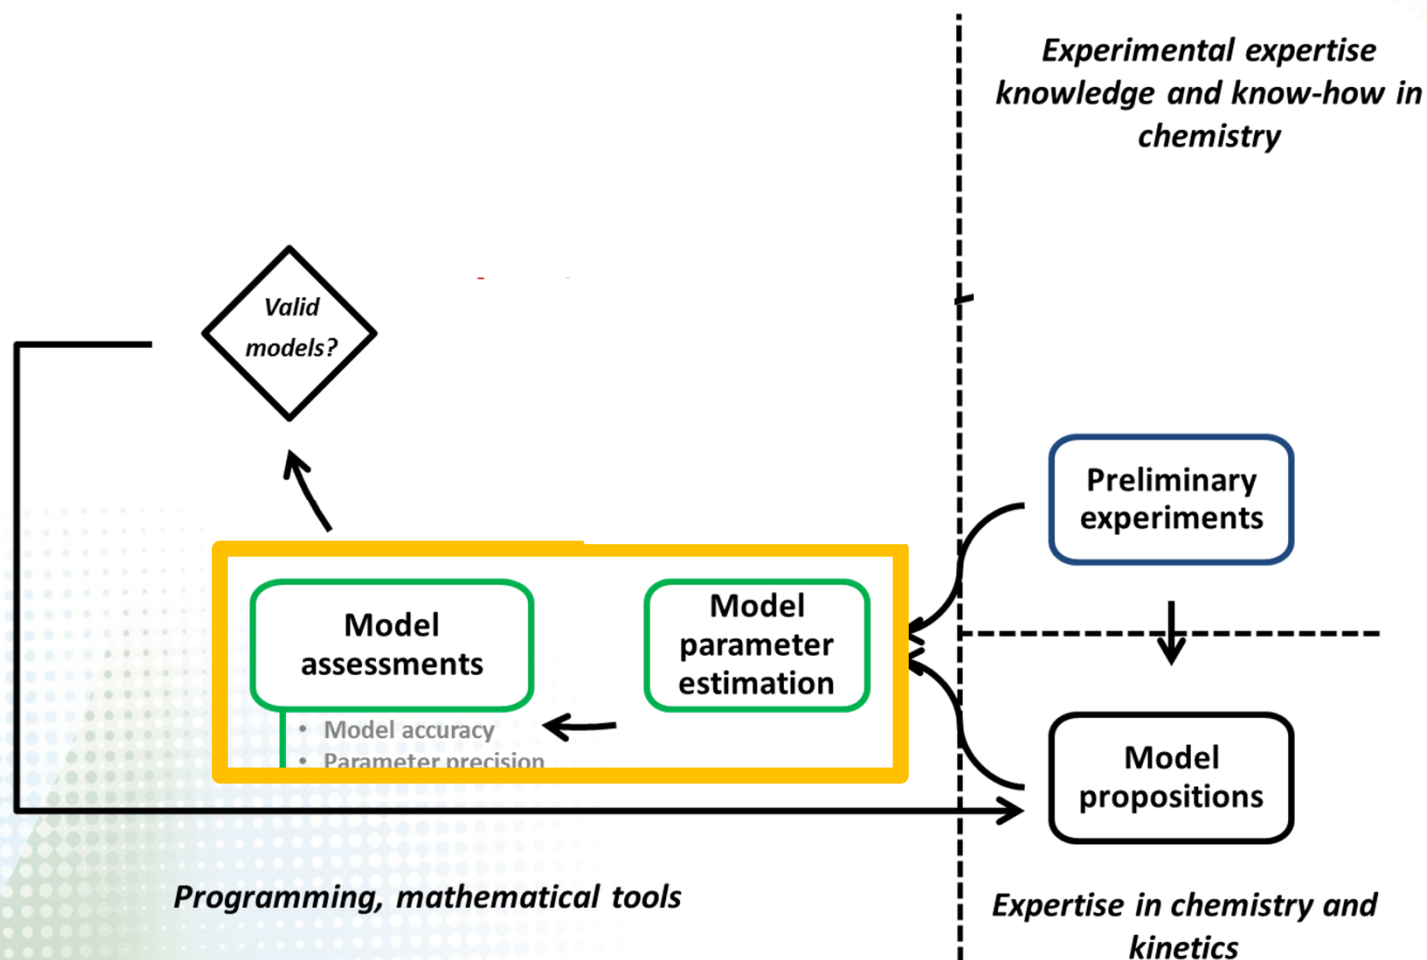 Experimental expertise
knowledge and know-how in
chemistry
Valid
models?
Preliminary
experiments
Model
assessments
Model
parameter
estimation
• Model accuracy
• Parameter precision
Model
propositions
Programming, mathematical tools
Expertise in chemistry and
kinetics